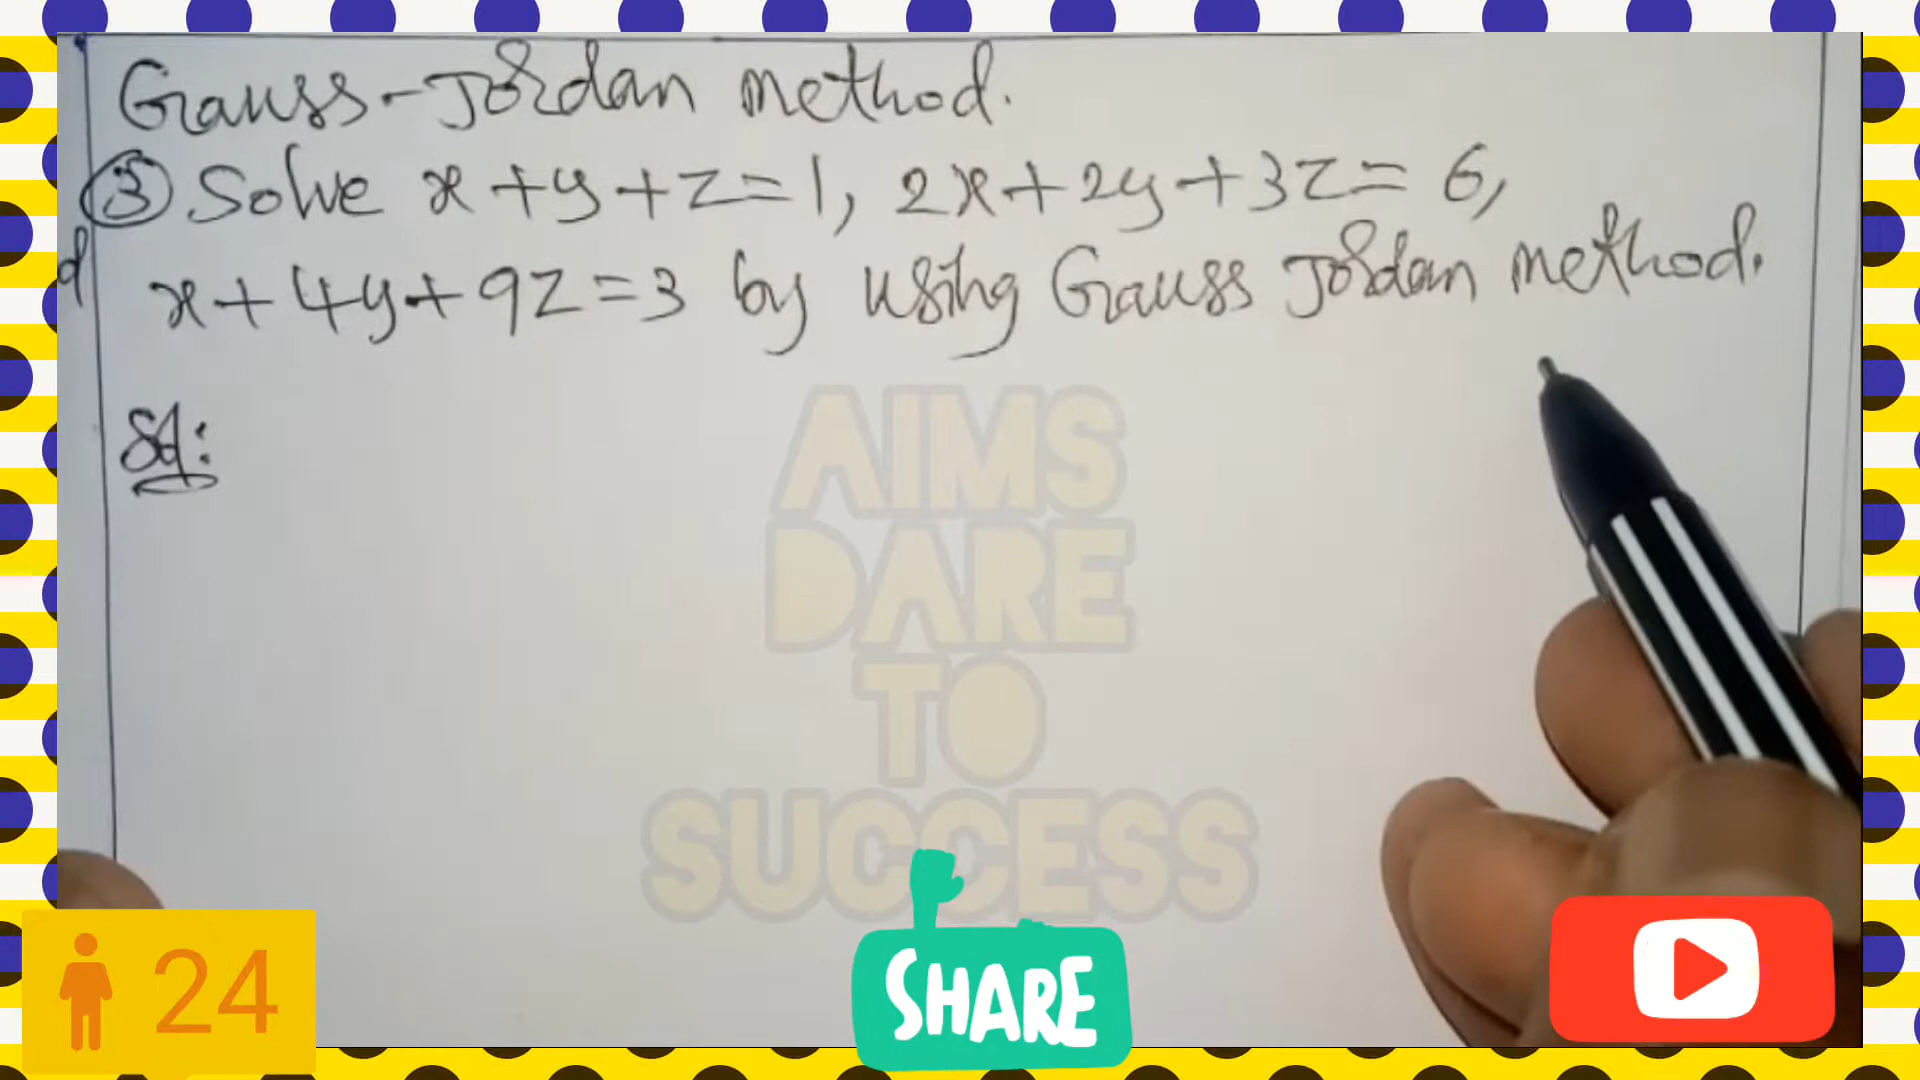 Gauss-Jordan method.
③ Solve x+y+z=1, 2x+2y+3z=6,
d
x+4y+9z=3 by using Gauss Jordan method.
Sol:
AIMS
DARE
TO
SUCCESS
24
SHARE